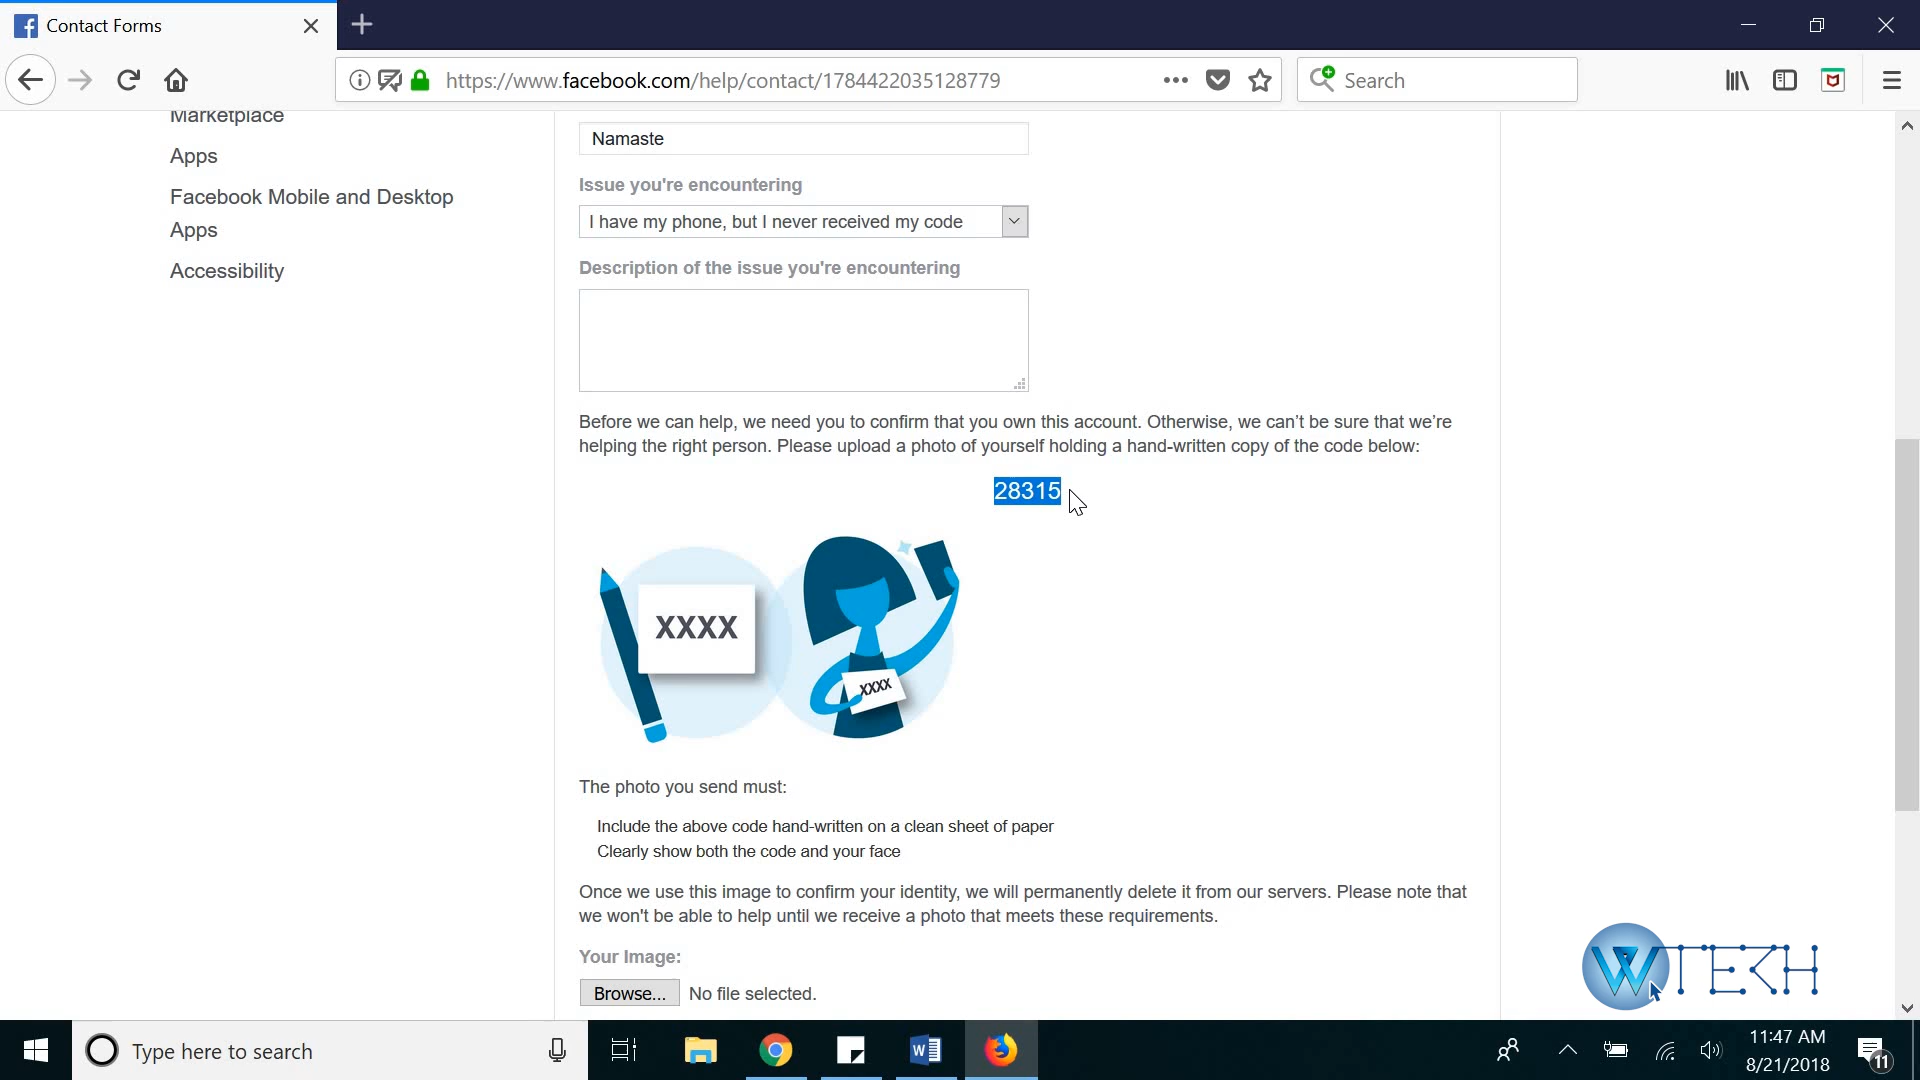 Contact Forms
https://www.facebook.com/help/contact/1784422035128779
Search
Marketplace
Apps
Facebook Mobile and Desktop
Apps
Accessibility
Namaste
Issue you're encountering
I have my phone, but I never received my code
Description of the issue you're encountering
Before we can help, we need you to confirm that you own this account. Otherwise, we can’t be sure that we’re
helping the right person. Please upload a photo of yourself holding a hand-written copy of the code below:
28315
XXXX
XXXX
The photo you send must:
Include the above code hand-written on a clean sheet of paper
Clearly show both the code and your face
Once we use this image to confirm your identity, we will permanently delete it from our servers. Please note that
we won't be able to help until we receive a photo that meets these requirements.
Your Image:
Browse... No file selected.
WTECH
Type here to search
11:47 AM
8/21/2018
11